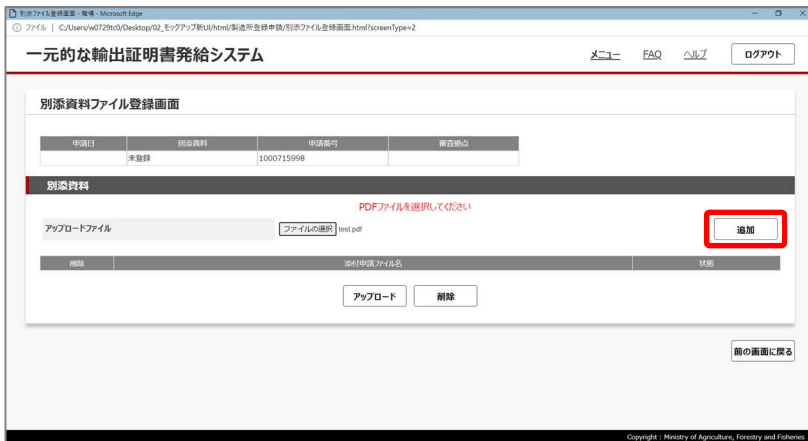 別添ファイル登録画面 - 職場 - Microsoft Edge
ファイル | C:/Users/w0729tc0/Desktop/02_モックアップ新UI/html/製造所登録申請/別添ファイル登録画面.html?screenType=2
一元的な輸出証明書発給システム メニュー FAQ ヘルプ ログアウト
別添資料ファイル登録画面
申請日 別添資料 申請番号 審査拠点
未登録 1000715998
別添資料
PDFファイルを選択してください
アップロードファイル ファイルの選択 test.pdf 追加
削除 添付申請ファイル名 状態
アップロード 削除
前の画面に戻る
Copyright : Ministry of Agriculture, Forestry and Fisheries